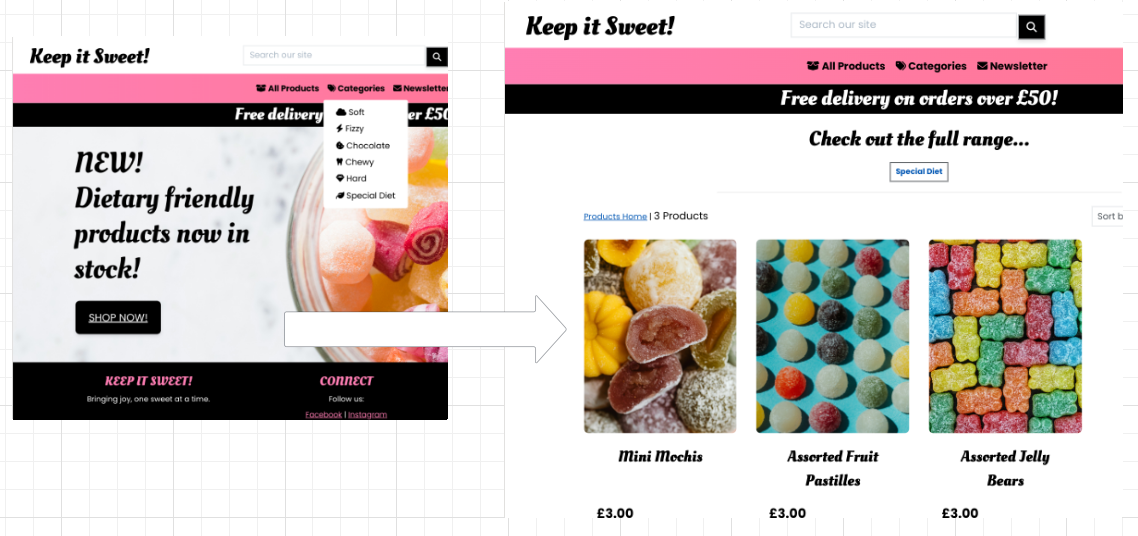 Keep it Sweet!
Search our site
All Products Categories Newsletter
Free delivery er £50
Soft
Fizzy
Chocolate
Chewy
Hard
Special Diet
NEW!
Dietary friendly
products now in
stock!
SHOP NOW!
KEEP IT SWEET!
Bringing joy, one sweet at a time.
CONNECT
Follow us:
Facebook | Instagram
Keep it Sweet!
Search our site
All Products Categories Newsletter
Free delivery on orders over £50!
Check out the full range...
Special Diet
Products Home | 3 Products
Sort b
Mini Mochis
£3.00
Assorted Fruit
Pastilles
£3.00
Assorted Jelly
Bears
£3.00